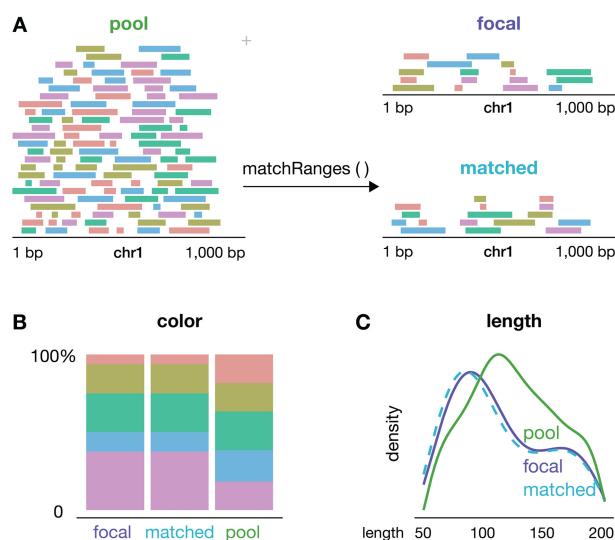 A
pool
focal
1 bp chr1 1,000 bp
matchRanges ( )
matched
1 bp chr1 1,000 bp
1 bp chr1 1,000 bp
B
color
100%
0
focal matched pool
C
length
density
pool
focal
matched
length 50 100 150 200